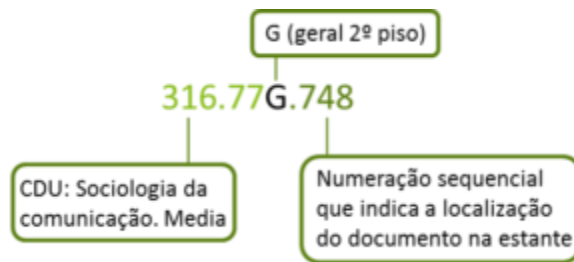 G (geral 2º piso)
316.77G.748
CDU: Sociologia da
comunicação. Media
Numeração sequencial
que indica a localização
do documento na estante